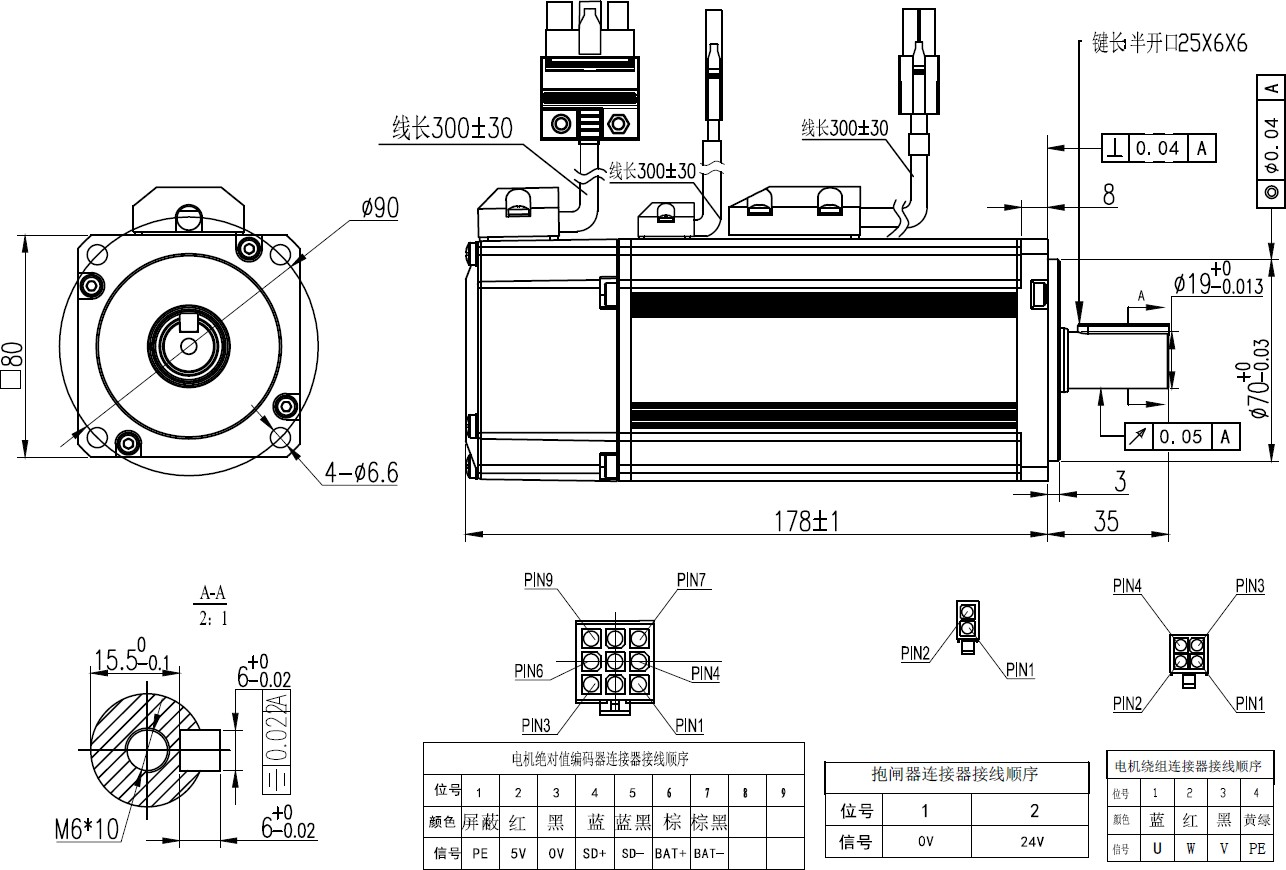 键长:半开口25X6X6
线长300±30
线长300±30
线长300±30
⊥ 0.04 A
◎ ø0.04 A
8
ø90
□80
4-ø6.6
A
ø19+0-0.013
ø70+0-0.03
↗ 0.05 A
3
178±1
35
A-A
2: 1
15.5 0-0.1
6+0-0.02
0.022 A
M6*10
6+0-0.02
PIN9 PIN7
PIN6 PIN4
PIN3 PIN1
PIN2 PIN1
PIN4 PIN3
PIN2 PIN1
电机绝对值编码器连接器接线顺序
位号 1 2 3 4 5 6 7 8 9
颜色 屏蔽 红 黑 蓝 蓝黑 棕 棕黑
信号 PE 5V 0V SD+ SD- BAT+ BAT-
抱闸器连接器接线顺序
位号 1 2
信号 0V 24V
电机绕组连接器接线顺序
位号 1 2 3 4
颜色 蓝 红 黑 黄绿
信号 U W V PE